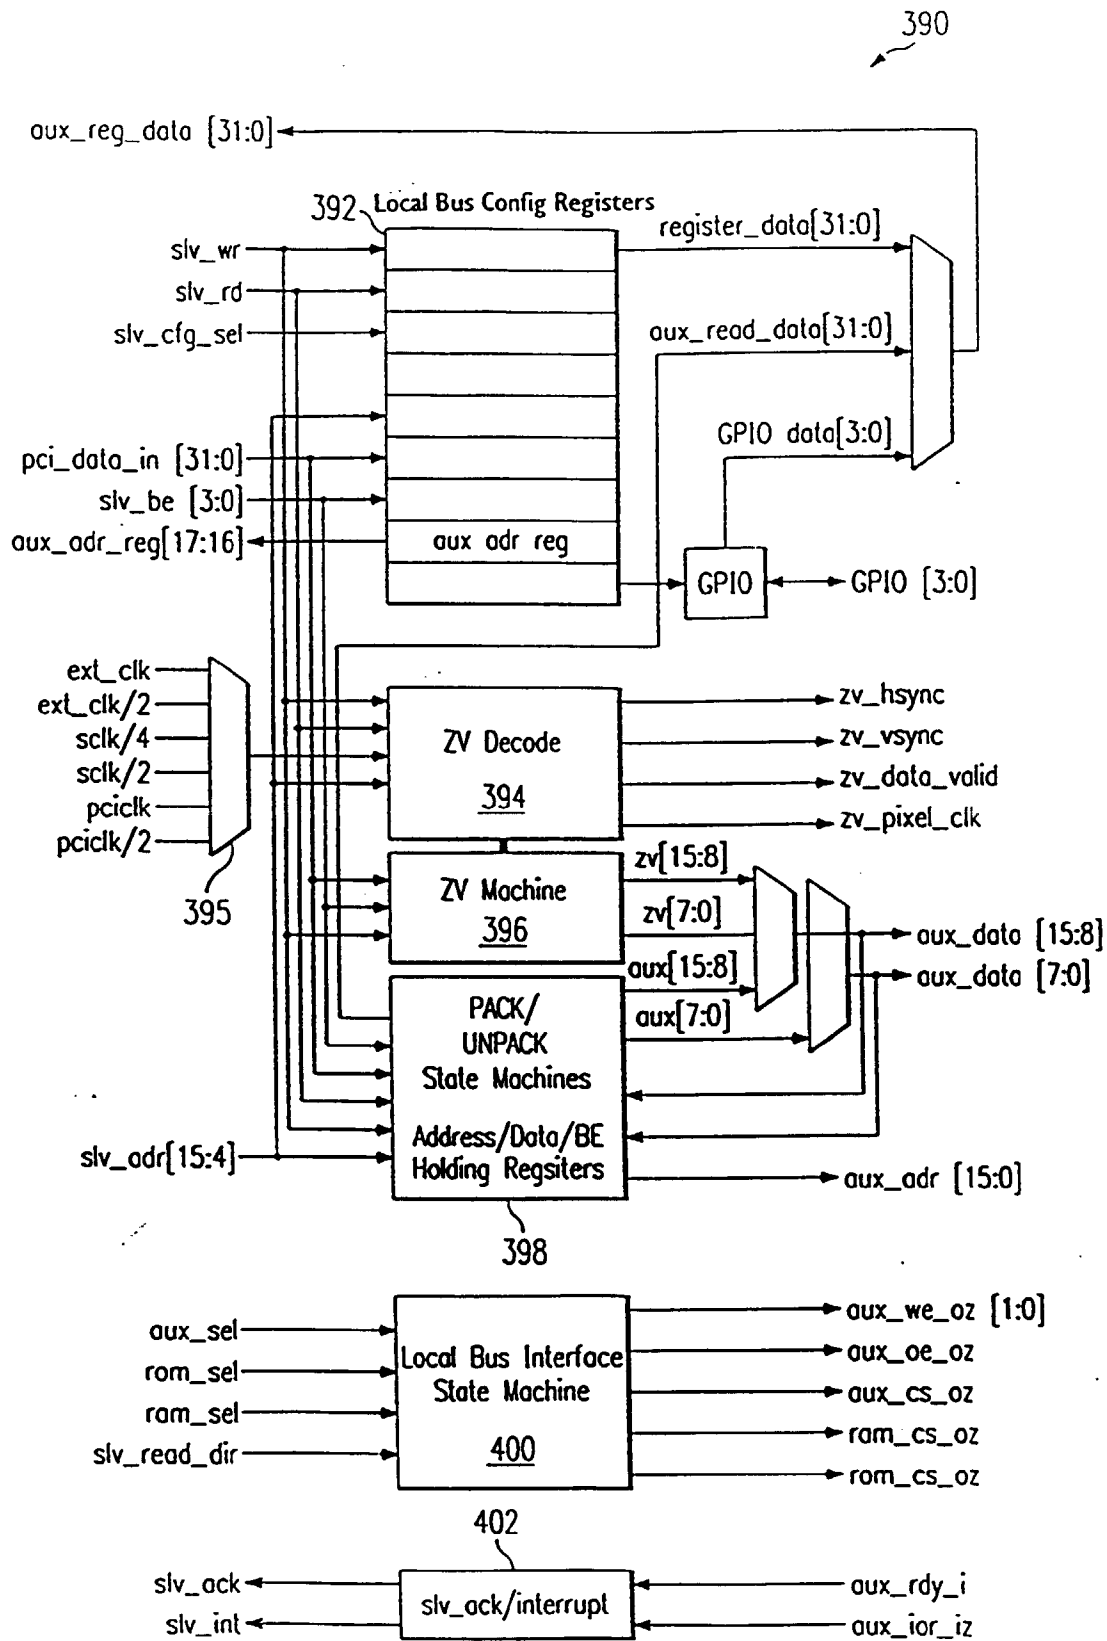 390
aux_reg_data [31:0]
392 Local Bus Config Registers
slv_wr
register_data[31:0]
slv_rd
slv_cfg_sel
aux_read_data[31:0]
GPIO data[3:0]
pci_data_in [31:0]
slv_be [3:0]
aux_adr_reg[17:16]
aux adr reg
GPIO
GPIO [3:0]
ext_clk
ext_clk/2
sclk/4
sclk/2
pciclk
pciclk/2
395
ZV Decode
394
zv_hsync
zv_vsync
zv_data_valid
zv_pixel_clk
ZV Machine
396
zv[15:8]
zv[7:0]
aux[15:8]
aux[7:0]
aux_data [15:8]
aux_data [7:0]
PACK/
UNPACK
State Machines
Address/Data/BE
Holding Regsiters
slv_adr[15:4]
aux_adr [15:0]
398
aux_sel
rom_sel
ram_sel
slv_read_dir
Local Bus Interface
State Machine
400
aux_we_oz [1:0]
aux_oe_oz
aux_cs_oz
ram_cs_oz
rom_cs_oz
402
slv_ack
slv_int
slv_ack/interrupt
aux_rdy_i
aux_ior_iz